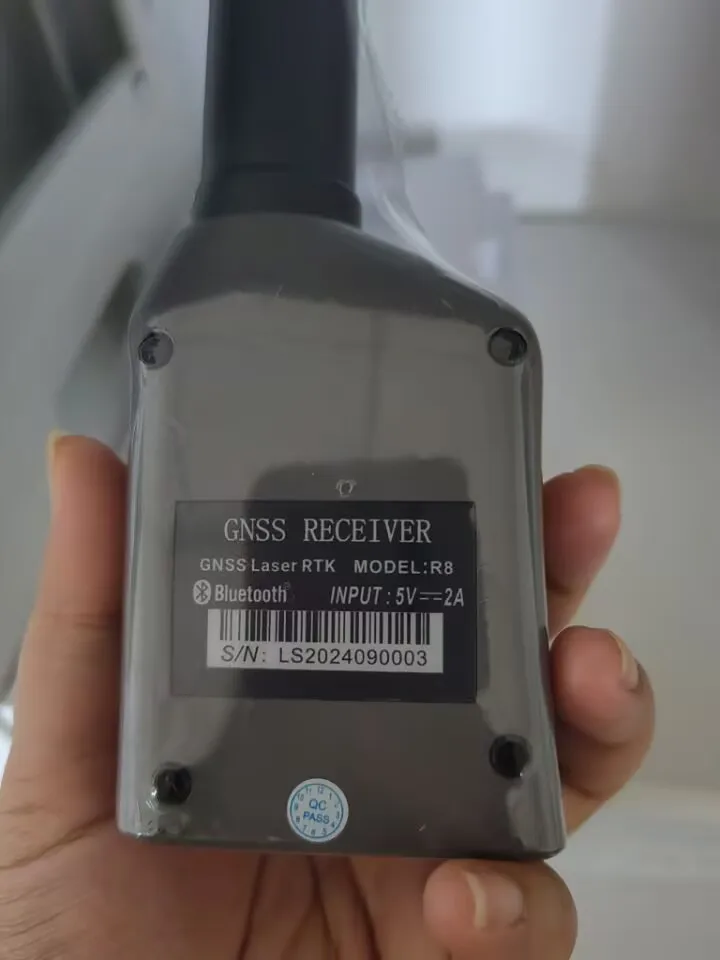 GNSS RECEIVER
GNSS Laser RTK MODEL:R8
Bluetooth® INPUT : 5V⎓2A
S/N: LS2024090003
QC
PASS